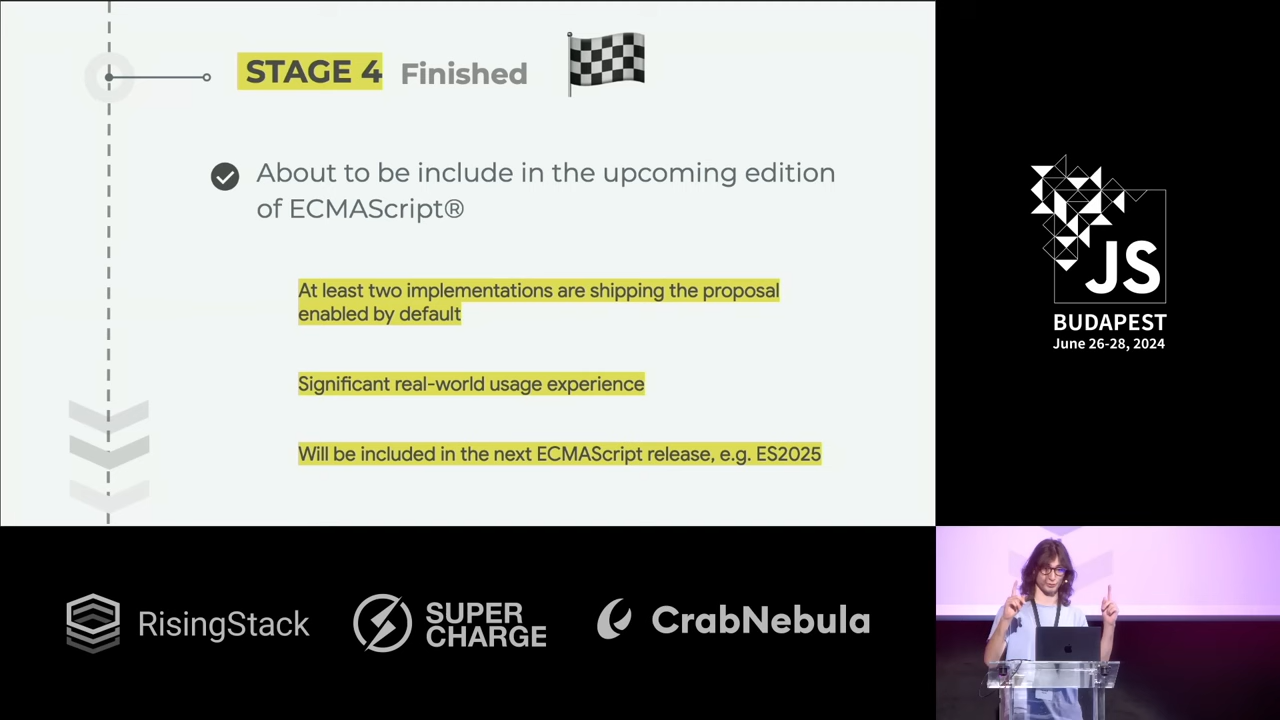 STAGE 4 Finished
About to be include in the upcoming edition
of ECMAScript®
At least two implementations are shipping the proposal
enabled by default
Significant real-world usage experience
Will be included in the next ECMAScript release, e.g. ES2025
JS
BUDAPEST
June 26-28, 2024
RisingStack
SUPER
CHARGE
CrabNebula